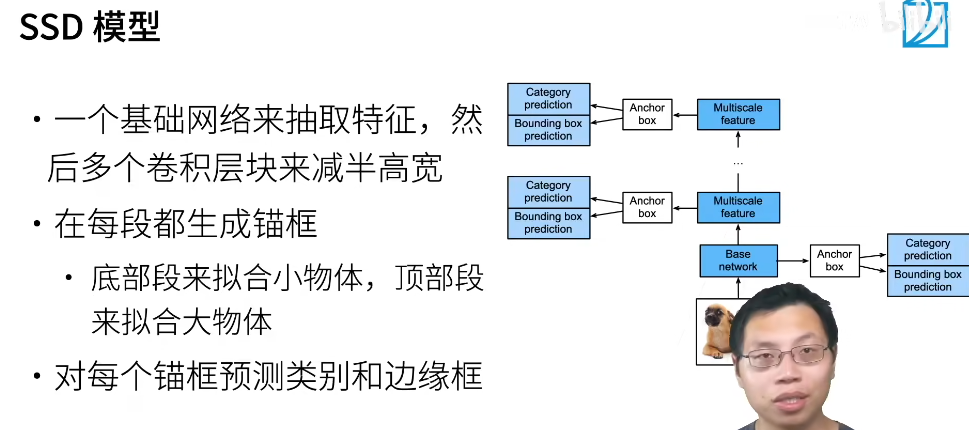 SSD 模型
• 一个基础网络来抽取特征，然
后多个卷积层块来减半高宽
• 在每段都生成锚框
• 底部段来拟合小物体，顶部段
来拟合大物体
• 对每个锚框预测类别和边缘框
Category
prediction
Bounding box
prediction
Anchor
box
Multiscale
feature
...
Category
prediction
Bounding box
prediction
Anchor
box
Multiscale
feature
Base
network
Anchor
box
Category
prediction
Bounding box
prediction